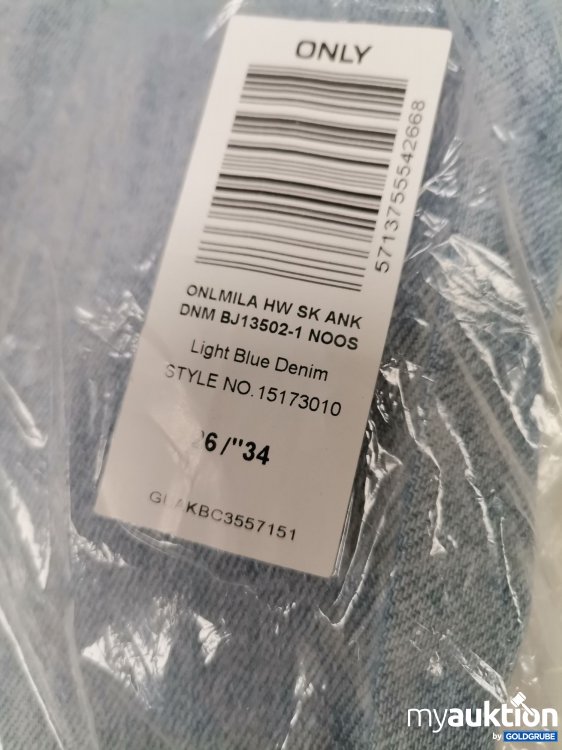 ONLY
5713755542668
ONLMILA HW SK ANK
DNM BJ13502-1 NOOS
Light Blue Denim
STYLE NO.15173010
6/"34
myauktion
by GOLDGRUBE